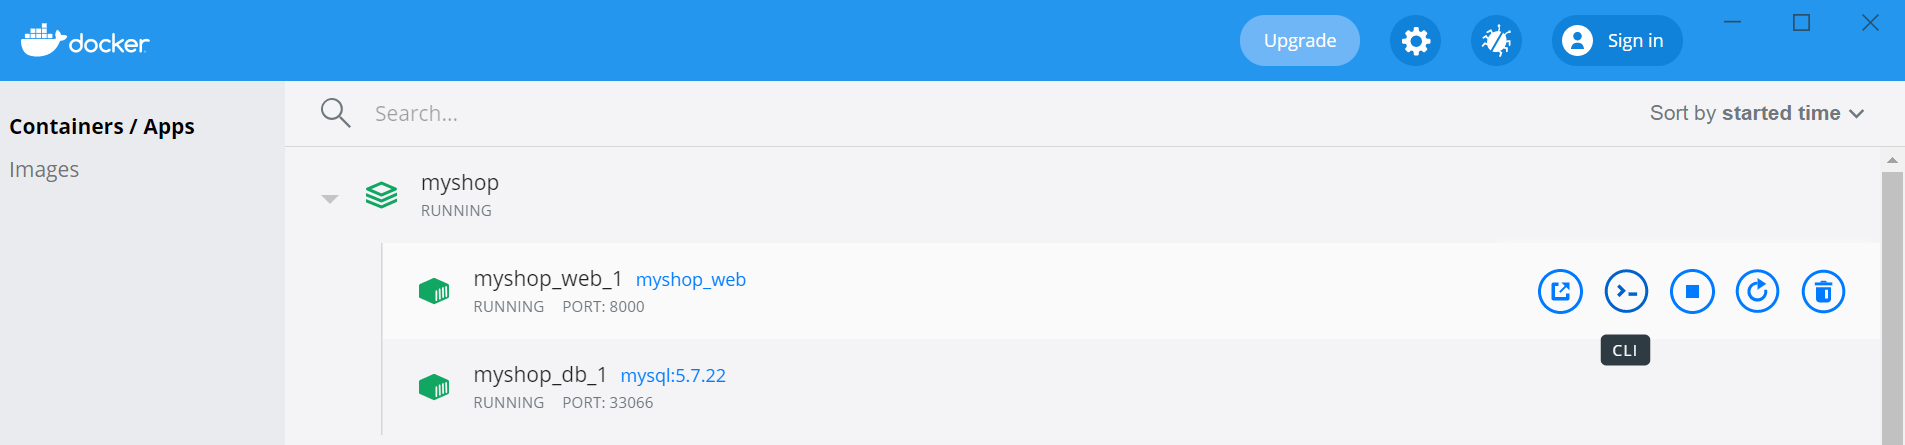 docker
Upgrade
Sign in
Containers / Apps
Images
Search...
Sort by started time
myshop
RUNNING
myshop_web_1 myshop_web
RUNNING PORT: 8000
CLI
myshop_db_1 mysql:5.7.22
RUNNING PORT: 33066